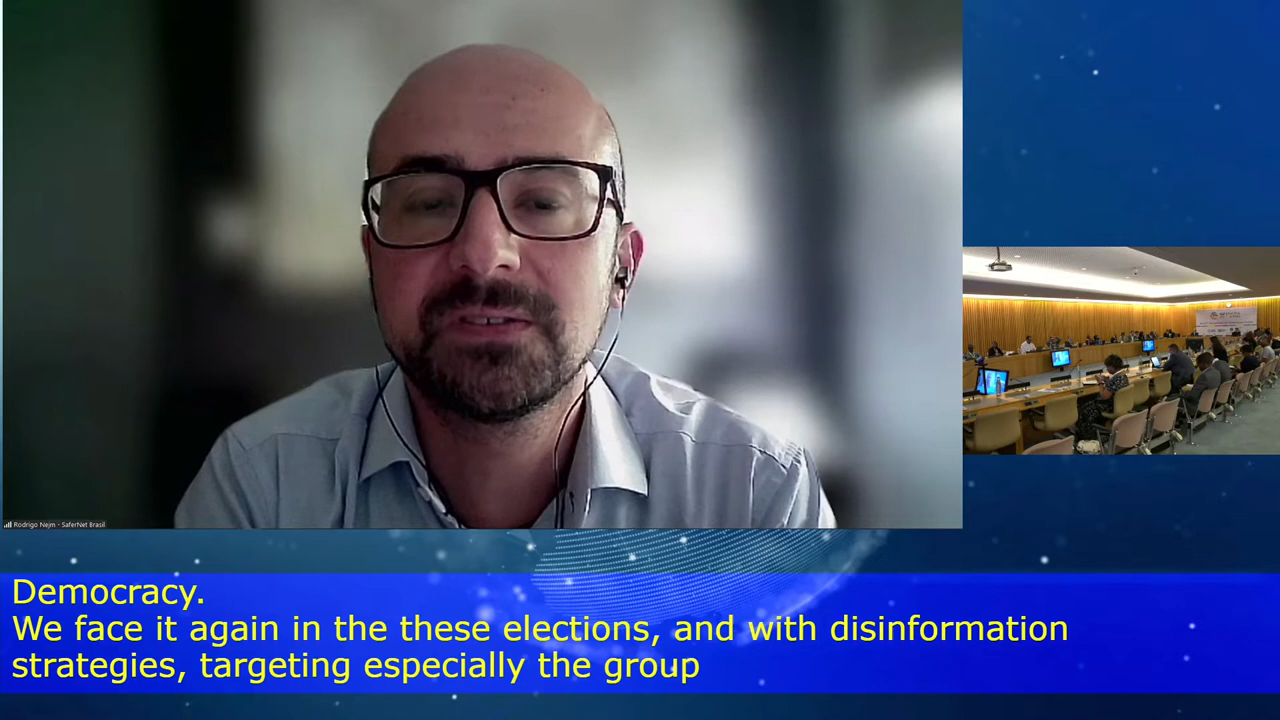 Rodrigo Nejm - SaferNet Brasil
Democracy.
We face it again in the these elections, and with disinformation
strategies, targeting especially the group